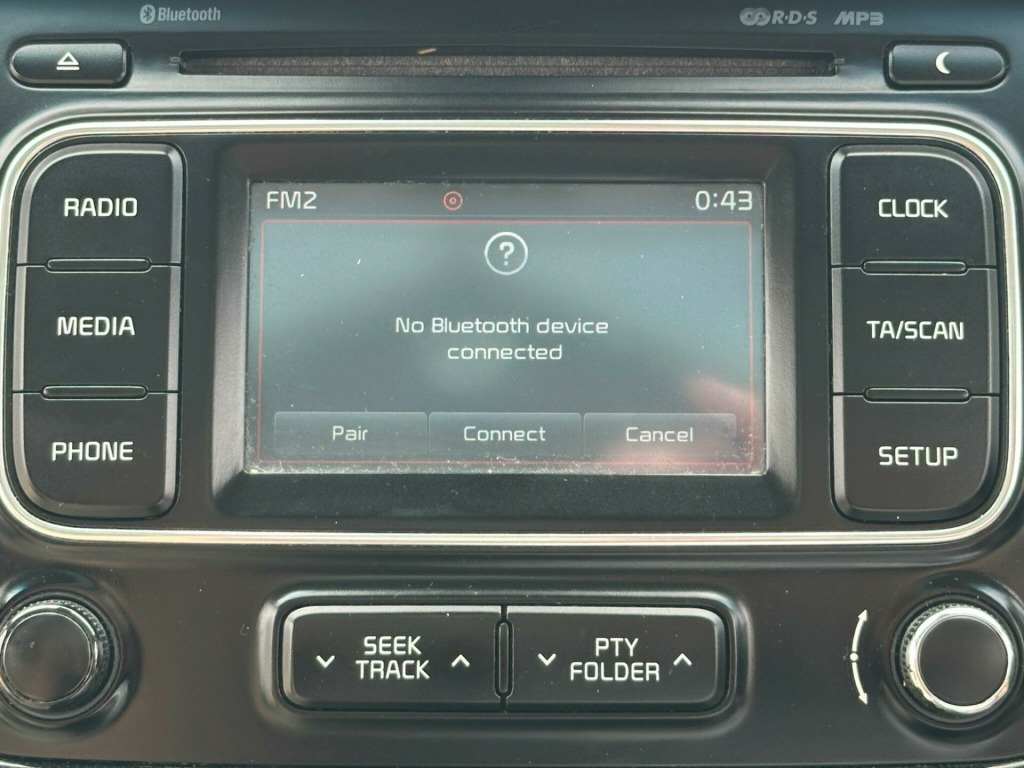 Bluetooth
R·D·S MP3
RADIO
MEDIA
PHONE
FM2
0:43
?
No Bluetooth device
connected
Pair
Connect
Cancel
CLOCK
TA/SCAN
SETUP
SEEK
TRACK
PTY
FOLDER